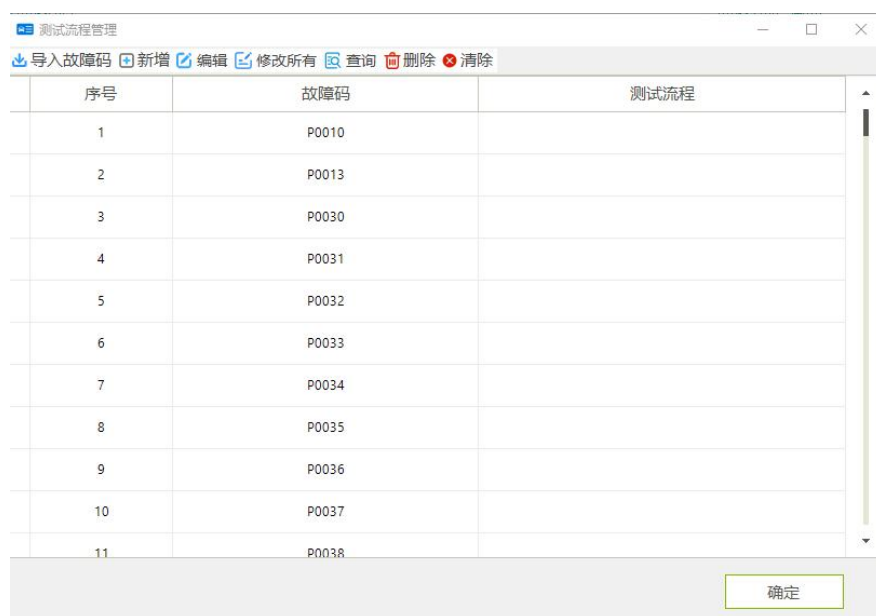 测试流程管理
导入故障码 新增 编辑 修改所有 查询 删除 清除
序号 故障码 测试流程
1 P0010
2 P0013
3 P0030
4 P0031
5 P0032
6 P0033
7 P0034
8 P0035
9 P0036
10 P0037
11 P0038
确定